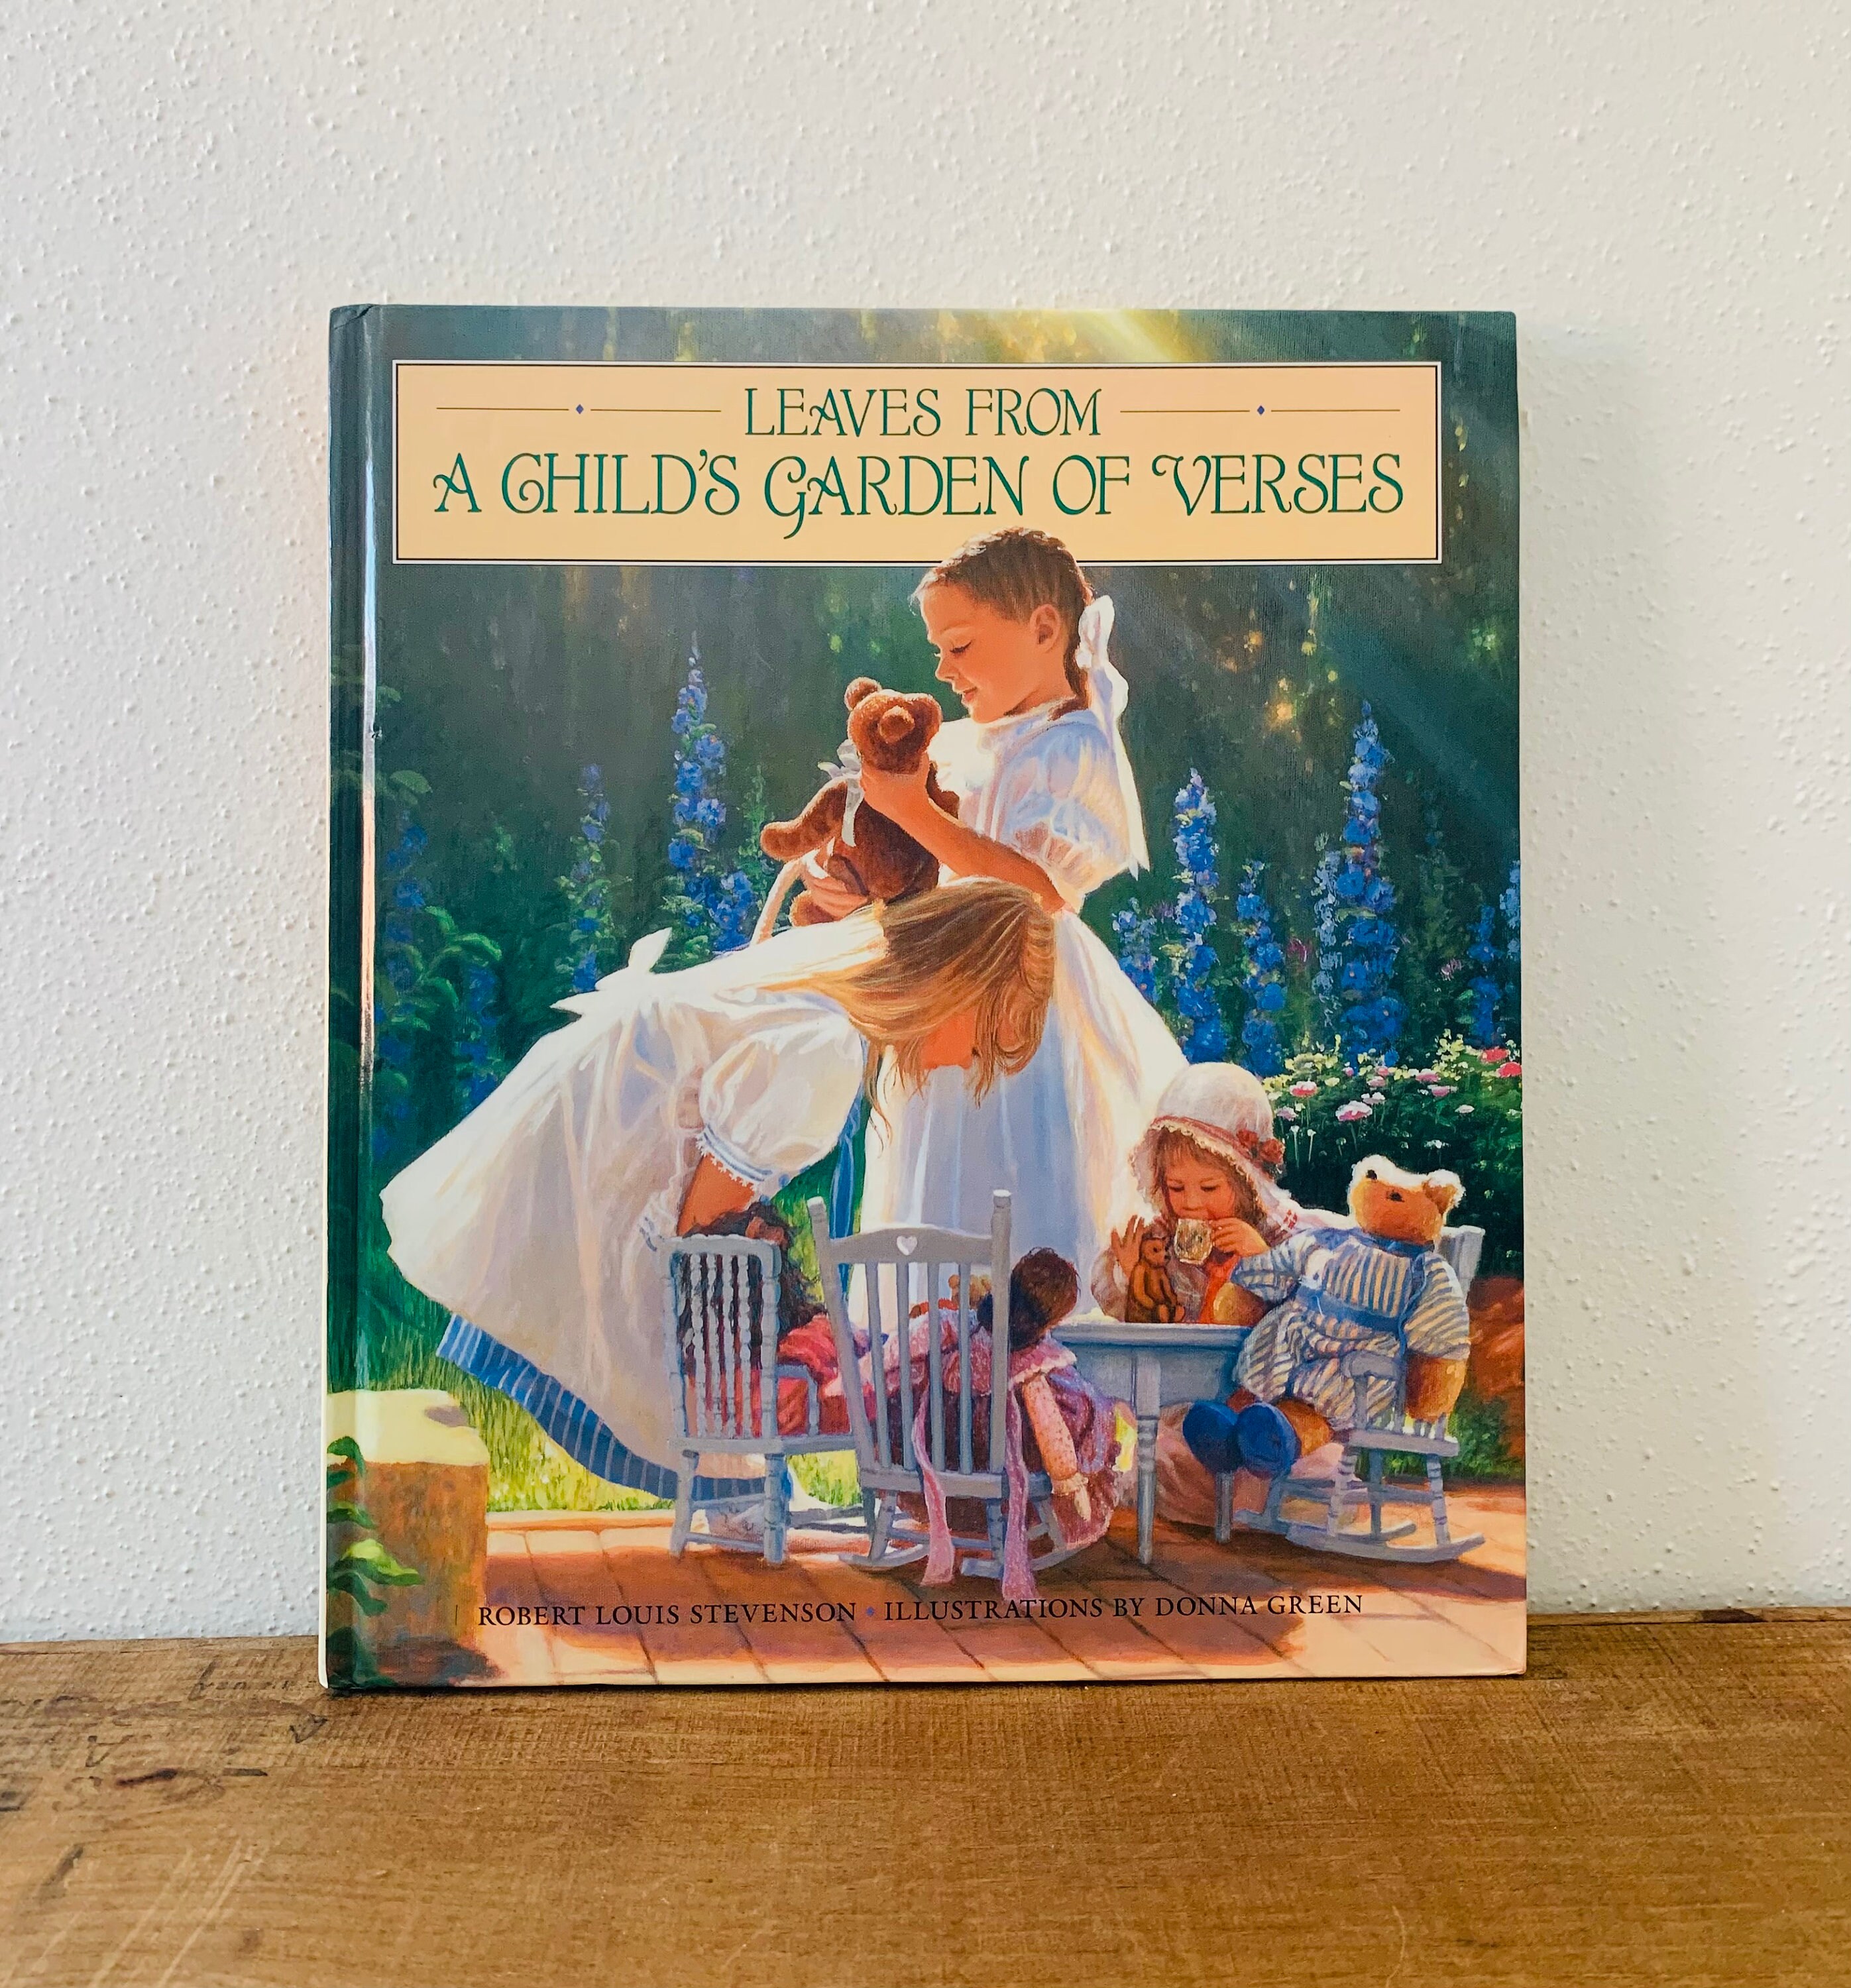 LEAVES FROM
A CHILD'S GARDEN OF VERSES
ROBERT LOUIS STEVENSON • ILLUSTRATIONS BY DONNA GREEN